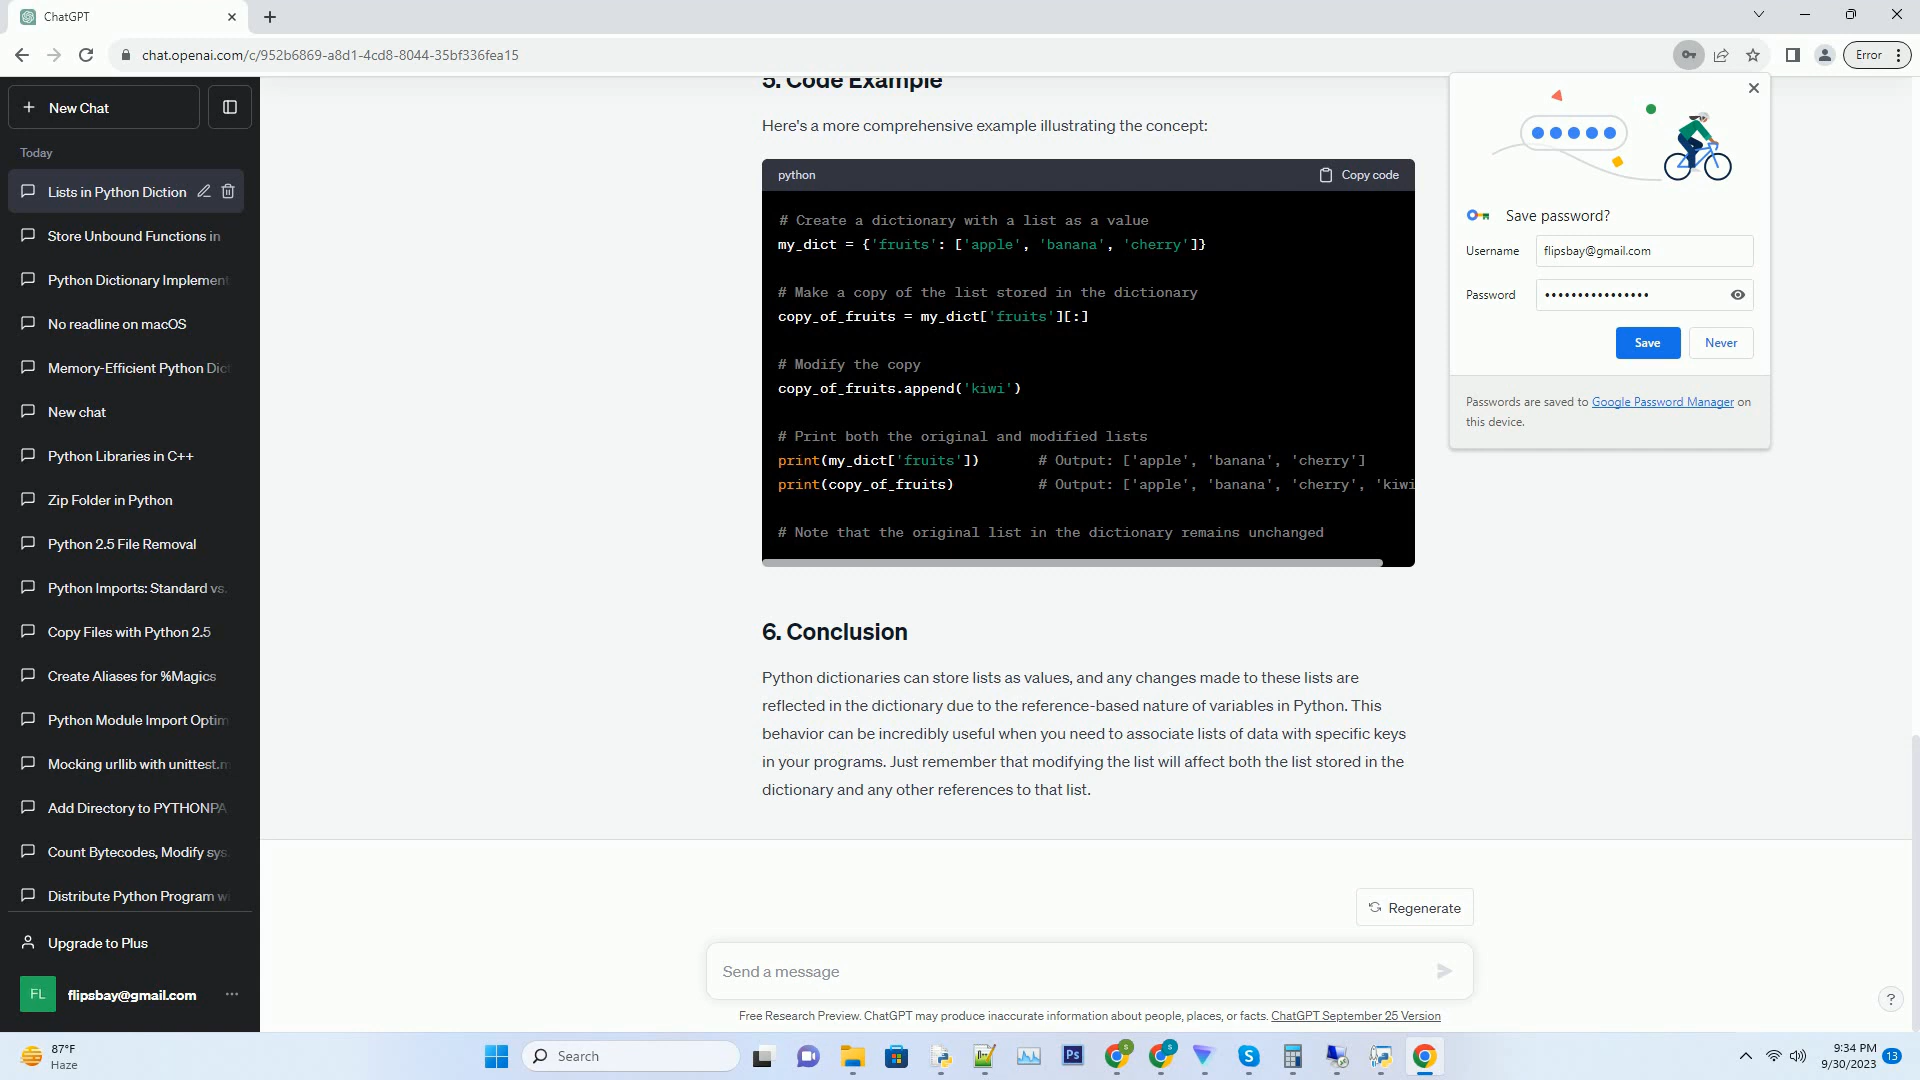 ChatGPT
chat.openai.com/c/952b6869-a8d1-4cd8-8044-35bf336fea15
Error
New Chat
Today
Lists in Python Diction
Store Unbound Functions in
Python Dictionary Implement
No readline on macOS
Memory-Efficient Python Dict
New chat
Python Libraries in C++
Zip Folder in Python
Python 2.5 File Removal
Python Imports: Standard vs.
Copy Files with Python 2.5
Create Aliases for %Magics
Python Module Import Optim
Mocking urllib with unittest.m
Add Directory to PYTHONPA
Count Bytecodes, Modify sys.
Distribute Python Program wi
Upgrade to Plus
FL
flipsbay@gmail.com
5. Code Example
Here's a more comprehensive example illustrating the concept:
python
Copy code
# Create a dictionary with a list as a value
my_dict = {'fruits': ['apple', 'banana', 'cherry']}
# Make a copy of the list stored in the dictionary
copy_of_fruits = my_dict['fruits'][:]
# Modify the copy
copy_of_fruits.append('kiwi')
# Print both the original and modified lists
print(my_dict['fruits']) # Output: ['apple', 'banana', 'cherry']
print(copy_of_fruits) # Output: ['apple', 'banana', 'cherry', 'kiwi
# Note that the original list in the dictionary remains unchanged
6. Conclusion
Python dictionaries can store lists as values, and any changes made to these lists are
reflected in the dictionary due to the reference-based nature of variables in Python. This
behavior can be incredibly useful when you need to associate lists of data with specific keys
in your programs. Just remember that modifying the list will affect both the list stored in the
dictionary and any other references to that list.
Regenerate
Send a message
Free Research Preview. ChatGPT may produce inaccurate information about people, places, or facts. ChatGPT September 25 Version
?
Save password?
Username
flipsbay@gmail.com
Password
••••••••••••••••
Save
Never
Passwords are saved to Google Password Manager on
this device.
87°F
Haze
Search
Ps
S
S
S
9:34 PM
9/30/2023
13